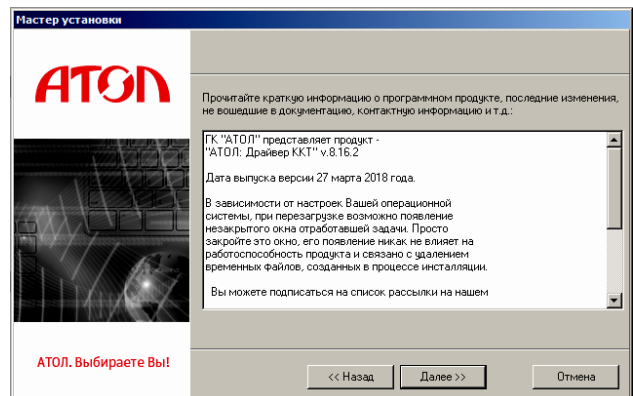 Мастер установки
АТОЛ
Прочитайте краткую информацию о программном продукте, последние изменения,
не вошедшие в документацию, контактную информацию и т.д.:
ГК "АТОЛ" представляет продукт -
"АТОЛ: Драйвер ККТ" v.8.16.2
Дата выпуска версии 27 марта 2018 года.
В зависимости от настроек Вашей операционной
системы, при перезагрузке возможно появление
незакрытого окна отработавшей задачи. Просто
закройте это окно, его появление никак не влияет на
работоспособность продукта и связано с удалением
временных файлов, созданных в процессе инсталляции.
Вы можете подписаться на список рассылки на нашем
АТОЛ. Выбираете Вы!
<< Назад
Далее >>
Отмена